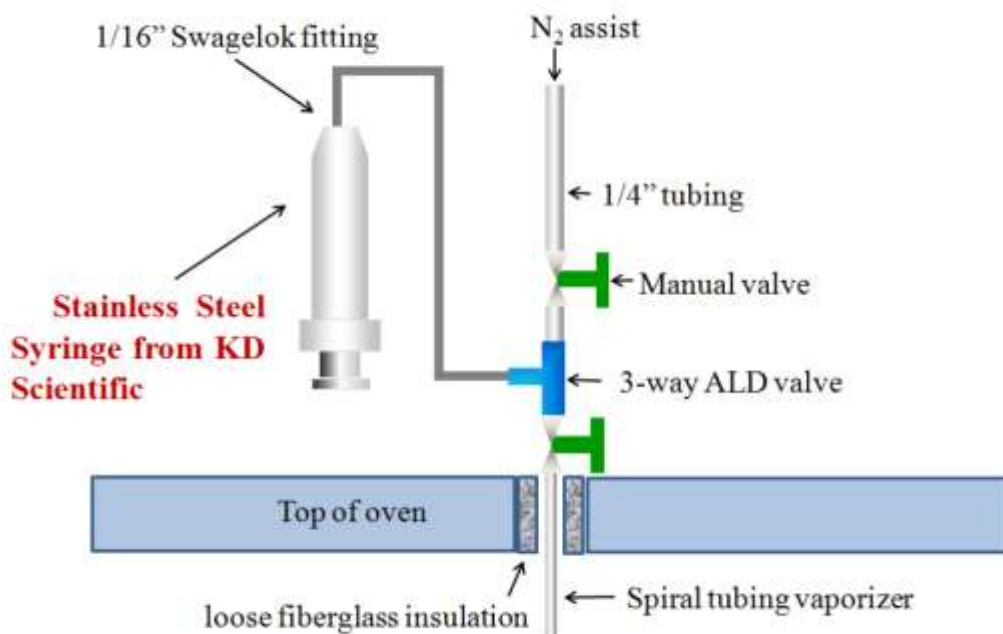 1/16” Swagelok fitting
N₂ assist
1/4” tubing
Manual valve
Stainless Steel
Syringe from KD
Scientific
3-way ALD valve
Top of oven
loose fiberglass insulation
Spiral tubing vaporizer